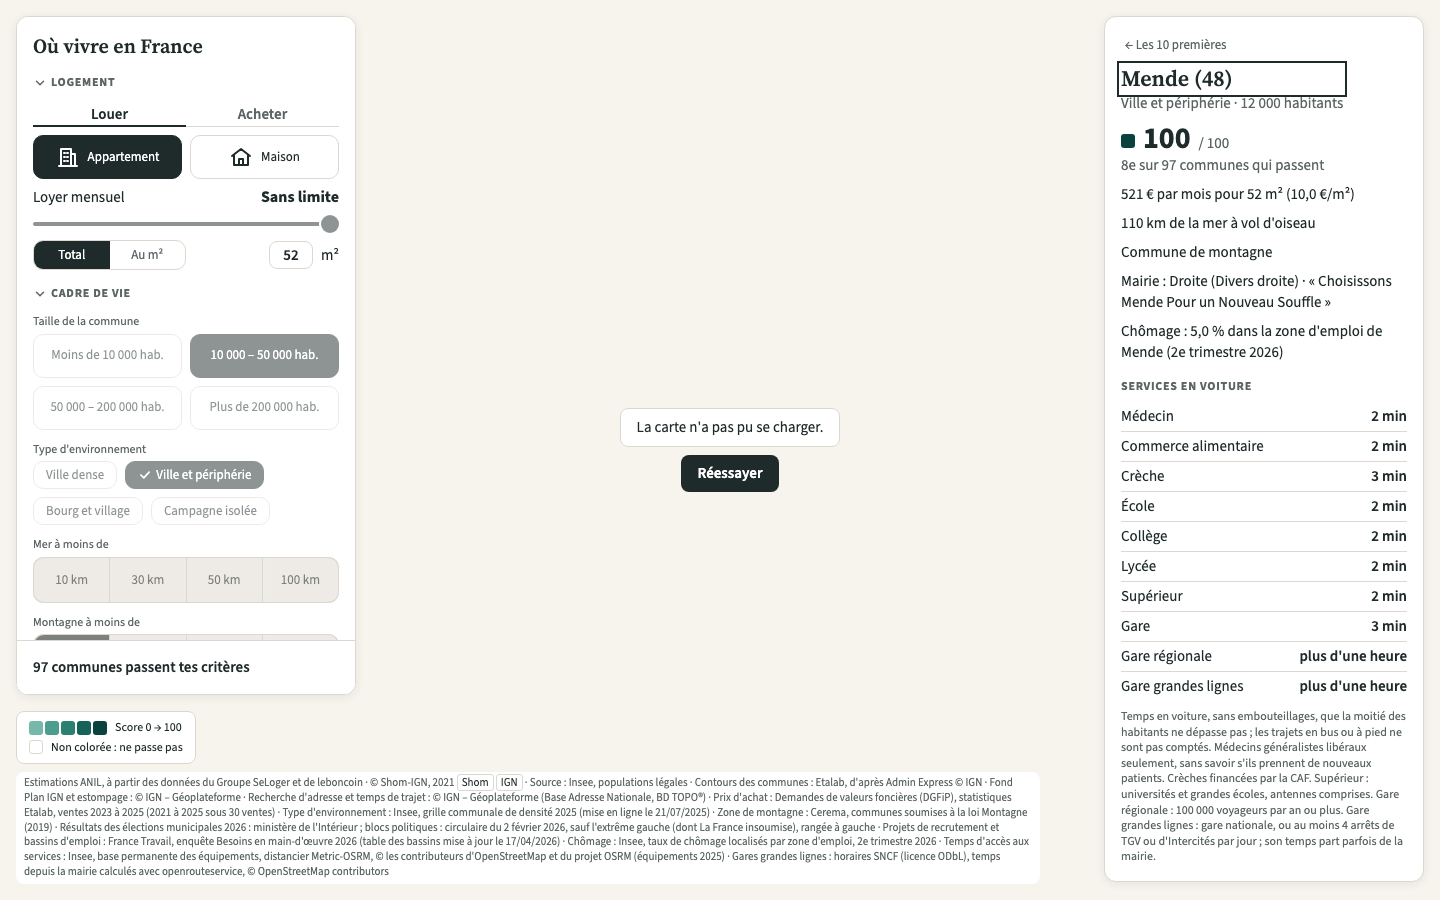 Où vivre en France
LOGEMENT
Louer
Acheter
Appartement
Maison
Loyer mensuel
Sans limite
Total
Au m²
52
m²
CADRE DE VIE
Taille de la commune
Moins de 10 000 hab.
10 000 – 50 000 hab.
50 000 – 200 000 hab.
Plus de 200 000 hab.
Type d'environnement
Ville dense
Ville et périphérie
Bourg et village
Campagne isolée
Mer à moins de
10 km
30 km
50 km
100 km
Montagne à moins de
97 communes passent tes critères
Score 0 → 100
Non colorée : ne passe pas
La carte n'a pas pu se charger.
Réessayer
Estimations ANIL, à partir des données du Groupe SeLoger et de leboncoin · © Shom-IGN, 2021 Shom IGN · Source : Insee, populations légales · Contours des communes : Etalab, d'après Admin Express © IGN · Fond
Plan IGN et estompage : © IGN – Géoplateforme · Recherche d'adresse et temps de trajet : © IGN – Géoplateforme (Base Adresse Nationale, BD TOPO®) · Prix d'achat : Demandes de valeurs foncières (DGFiP), statistiques
Etalab, ventes 2023 à 2025 (2021 à 2025 sous 30 ventes) · Type d'environnement : Insee, grille communale de densité 2025 (mise en ligne le 21/07/2025) · Zone de montagne : Cerema, communes soumises à la loi Montagne
(2019) · Résultats des élections municipales 2026 : ministère de l'Intérieur ; blocs politiques : circulaire du 2 février 2026, sauf l'extrême gauche (dont La France insoumise), rangée à gauche · Projets de recrutement et
bassins d'emploi : France Travail, enquête Besoins en main-d'œuvre 2026 (table des bassins mise à jour le 17/04/2026) · Chômage : Insee, taux de chômage localisés par zone d'emploi, 2e trimestre 2026 · Temps d'accès aux
services : Insee, base permanente des équipements, distancier Metric-OSRM, © les contributeurs d'OpenStreetMap et du projet OSRM (équipements 2025) · Gares grandes lignes : horaires SNCF (licence ODbL), temps
depuis la mairie calculés avec openrouteservice, © OpenStreetMap contributors
← Les 10 premières
Mende (48)
Ville et périphérie · 12 000 habitants
100 / 100
8e sur 97 communes qui passent
521 € par mois pour 52 m² (10,0 €/m²)
110 km de la mer à vol d'oiseau
Commune de montagne
Mairie : Droite (Divers droite) · « Choisissons
Mende Pour un Nouveau Souffle »
Chômage : 5,0 % dans la zone d'emploi de
Mende (2e trimestre 2026)
SERVICES EN VOITURE
Médecin 2 min
Commerce alimentaire 2 min
Crèche 3 min
École 2 min
Collège 2 min
Lycée 2 min
Supérieur 2 min
Gare 3 min
Gare régionale plus d'une heure
Gare grandes lignes plus d'une heure
Temps en voiture, sans embouteillages, que la moitié des
habitants ne dépasse pas ; les trajets en bus ou à pied ne
sont pas comptés. Médecins généralistes libéraux
seulement, sans savoir s'ils prennent de nouveaux
patients. Crèches financées par la CAF. Supérieur :
universités et grandes écoles, antennes comprises. Gare
régionale : 100 000 voyageurs par an ou plus. Gare
grandes lignes : gare nationale, ou au moins 4 arrêts de
TGV ou d'Intercités par jour ; son temps part parfois de la
mairie.